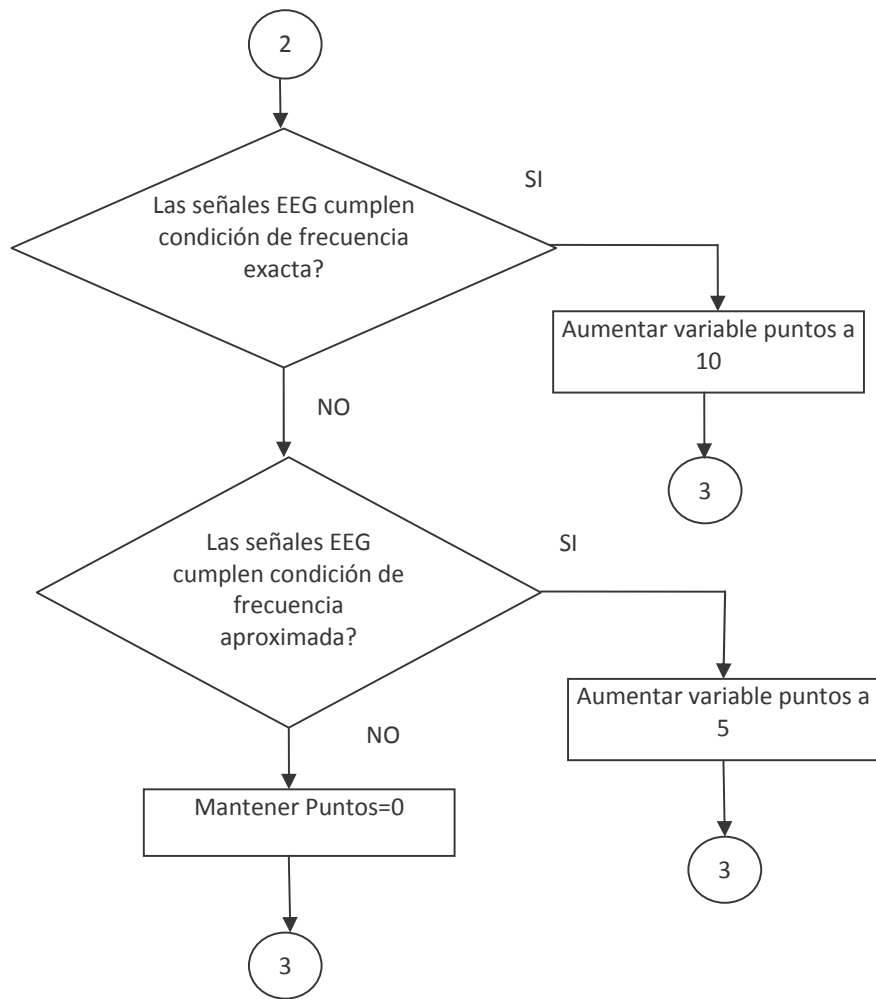 2
SI
Las señales EEG cumplen
condición de frecuencia
exacta?
Aumentar variable puntos a
10
NO
3
SI
Las señales EEG
cumplen condición de
frecuencia
aproximada?
Aumentar variable puntos a
5
NO
Mantener Puntos=0
3
3